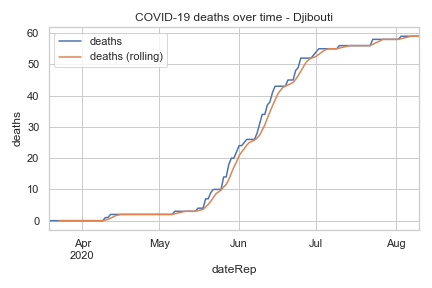 COVID-19 deaths over time - Djibouti
deaths
deaths (rolling)
60
50
40
30
20
10
0
deaths
Apr
2020
May
Jun
Jul
Aug
dateRep